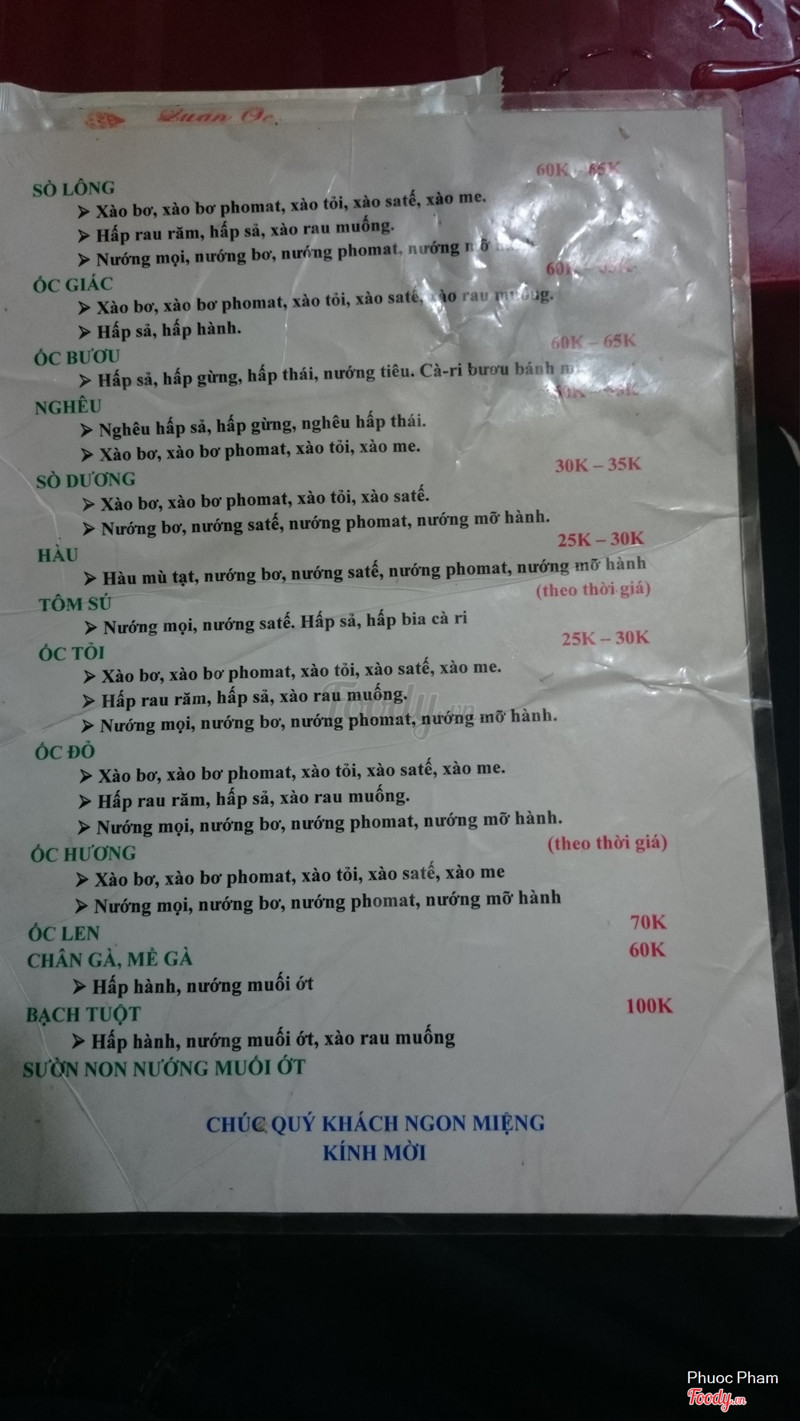 Quán Ốc
60K - 65K
SÒ LÔNG
➢ Xào bơ, xào bơ phomat, xào tỏi, xào satế, xào me.
➢ Hấp rau răm, hấp sả, xào rau muống.
➢ Nướng mọi, nướng bơ, nướng phomat, nướng mỡ hành
60K
ỐC GIÁC
➢ Xào bơ, xào bơ phomat, xào tỏi, xào satế, xào rau muống.
➢ Hấp sả, hấp hành.
60K – 65K
ỐC BƯƠU
➢ Hấp sả, hấp gừng, hấp thái, nướng tiêu. Cà-ri bươu bánh
NGHÊU
➢ Nghêu hấp sả, hấp gừng, nghêu hấp thái.
➢ Xào bơ, xào bơ phomat, xào tỏi, xào me.
30K – 35K
SÒ DƯƠNG
➢ Xào bơ, xào bơ phomat, xào tỏi, xào satế.
➢ Nướng bơ, nướng satế, nướng phomat, nướng mỡ hành.
25K – 30K
HÀU
➢ Hàu mù tạt, nướng bơ, nướng satế, nướng phomat, nướng mỡ hành
(theo thời giá)
TÔM SÚ
➢ Nướng mọi, nướng satế. Hấp sả, hấp bia cà ri
25K – 30K
ỐC TỎI
➢ Xào bơ, xào bơ phomat, xào tỏi, xào satế, xào me.
➢ Hấp rau răm, hấp sả, xào rau muống.
➢ Nướng mọi, nướng bơ, nướng phomat, nướng mỡ hành.
Foody.vn
ỐC ĐỎ
➢ Xào bơ, xào bơ phomat, xào tỏi, xào satế, xào me.
➢ Hấp rau răm, hấp sả, xào rau muống.
➢ Nướng mọi, nướng bơ, nướng phomat, nướng mỡ hành.
(theo thời giá)
ỐC HƯƠNG
➢ Xào bơ, xào bơ phomat, xào tỏi, xào satế, xào me
➢ Nướng mọi, nướng bơ, nướng phomat, nướng mỡ hành
ỐC LEN 70K
CHÂN GÀ, MỀ GÀ 60K
➢ Hấp hành, nướng muối ớt
BẠCH TUỘT 100K
➢ Hấp hành, nướng muối ớt, xào rau muống
SƯỜN NON NƯỚNG MUỐI ỚT
CHÚC QUÝ KHÁCH NGON MIỆNG
KÍNH MỜI
Phuoc Pham
Foody.vn